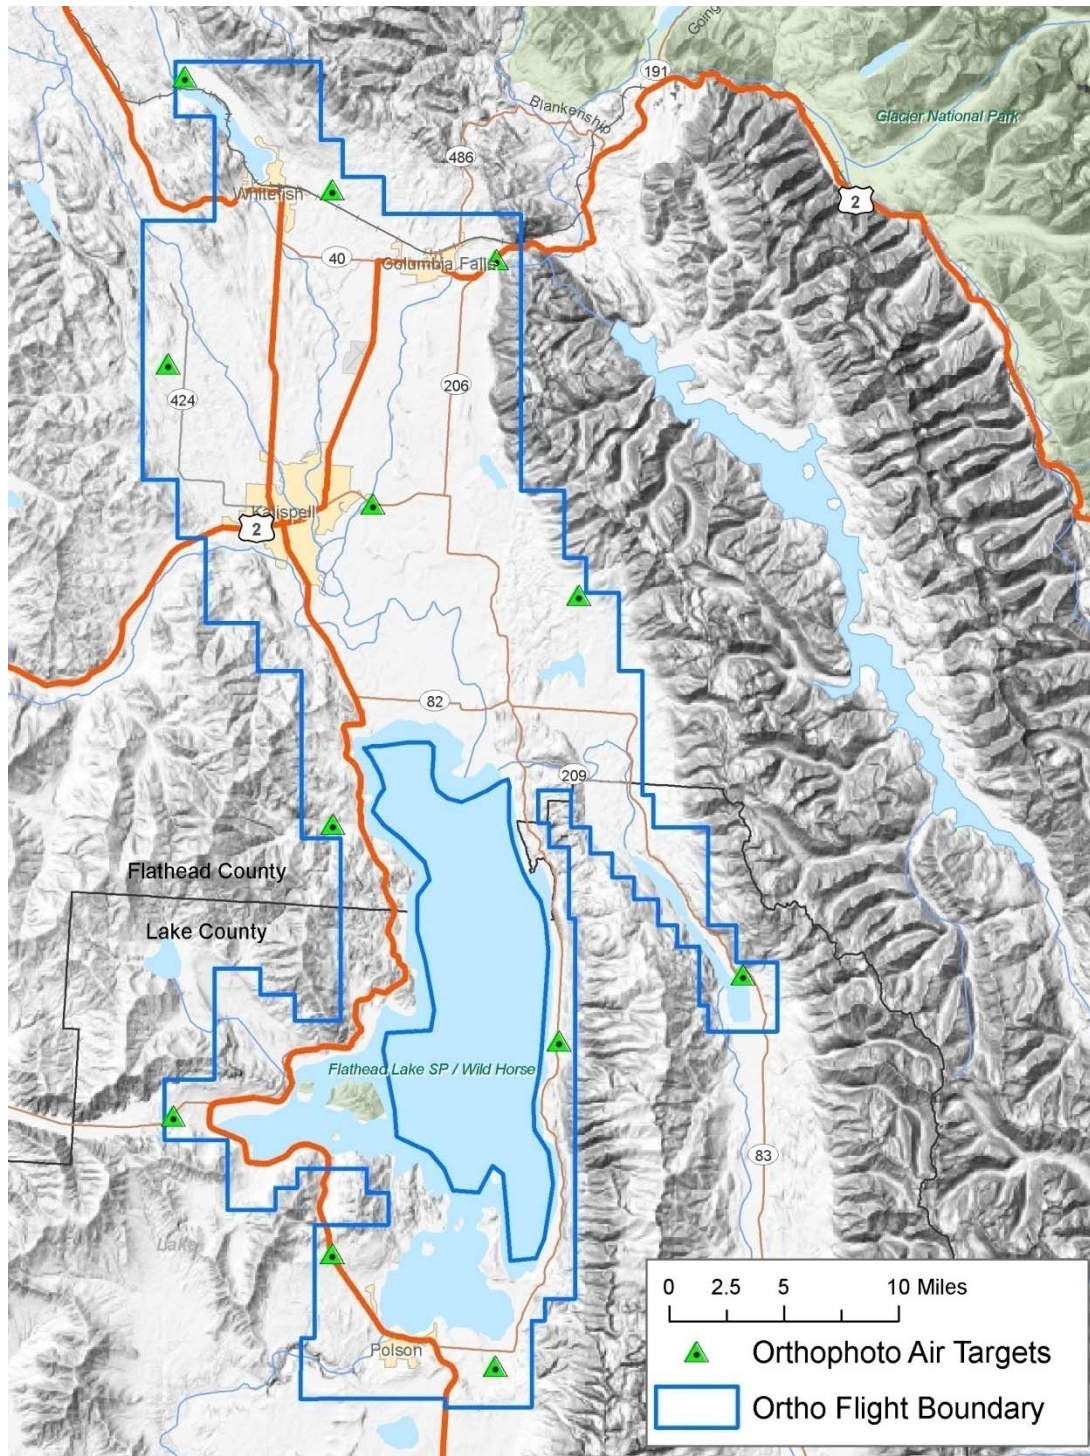 Going
191
Blankenship
Glacier National Park
486
2
Whitefish
40
Columbia Falls
206
424
Kalispell
2
82
209
Flathead County
Lake County
Flathead Lake SP / Wild Horse
83
Lake
Polson
0 2.5 5 10 Miles
Orthophoto Air Targets
Ortho Flight Boundary